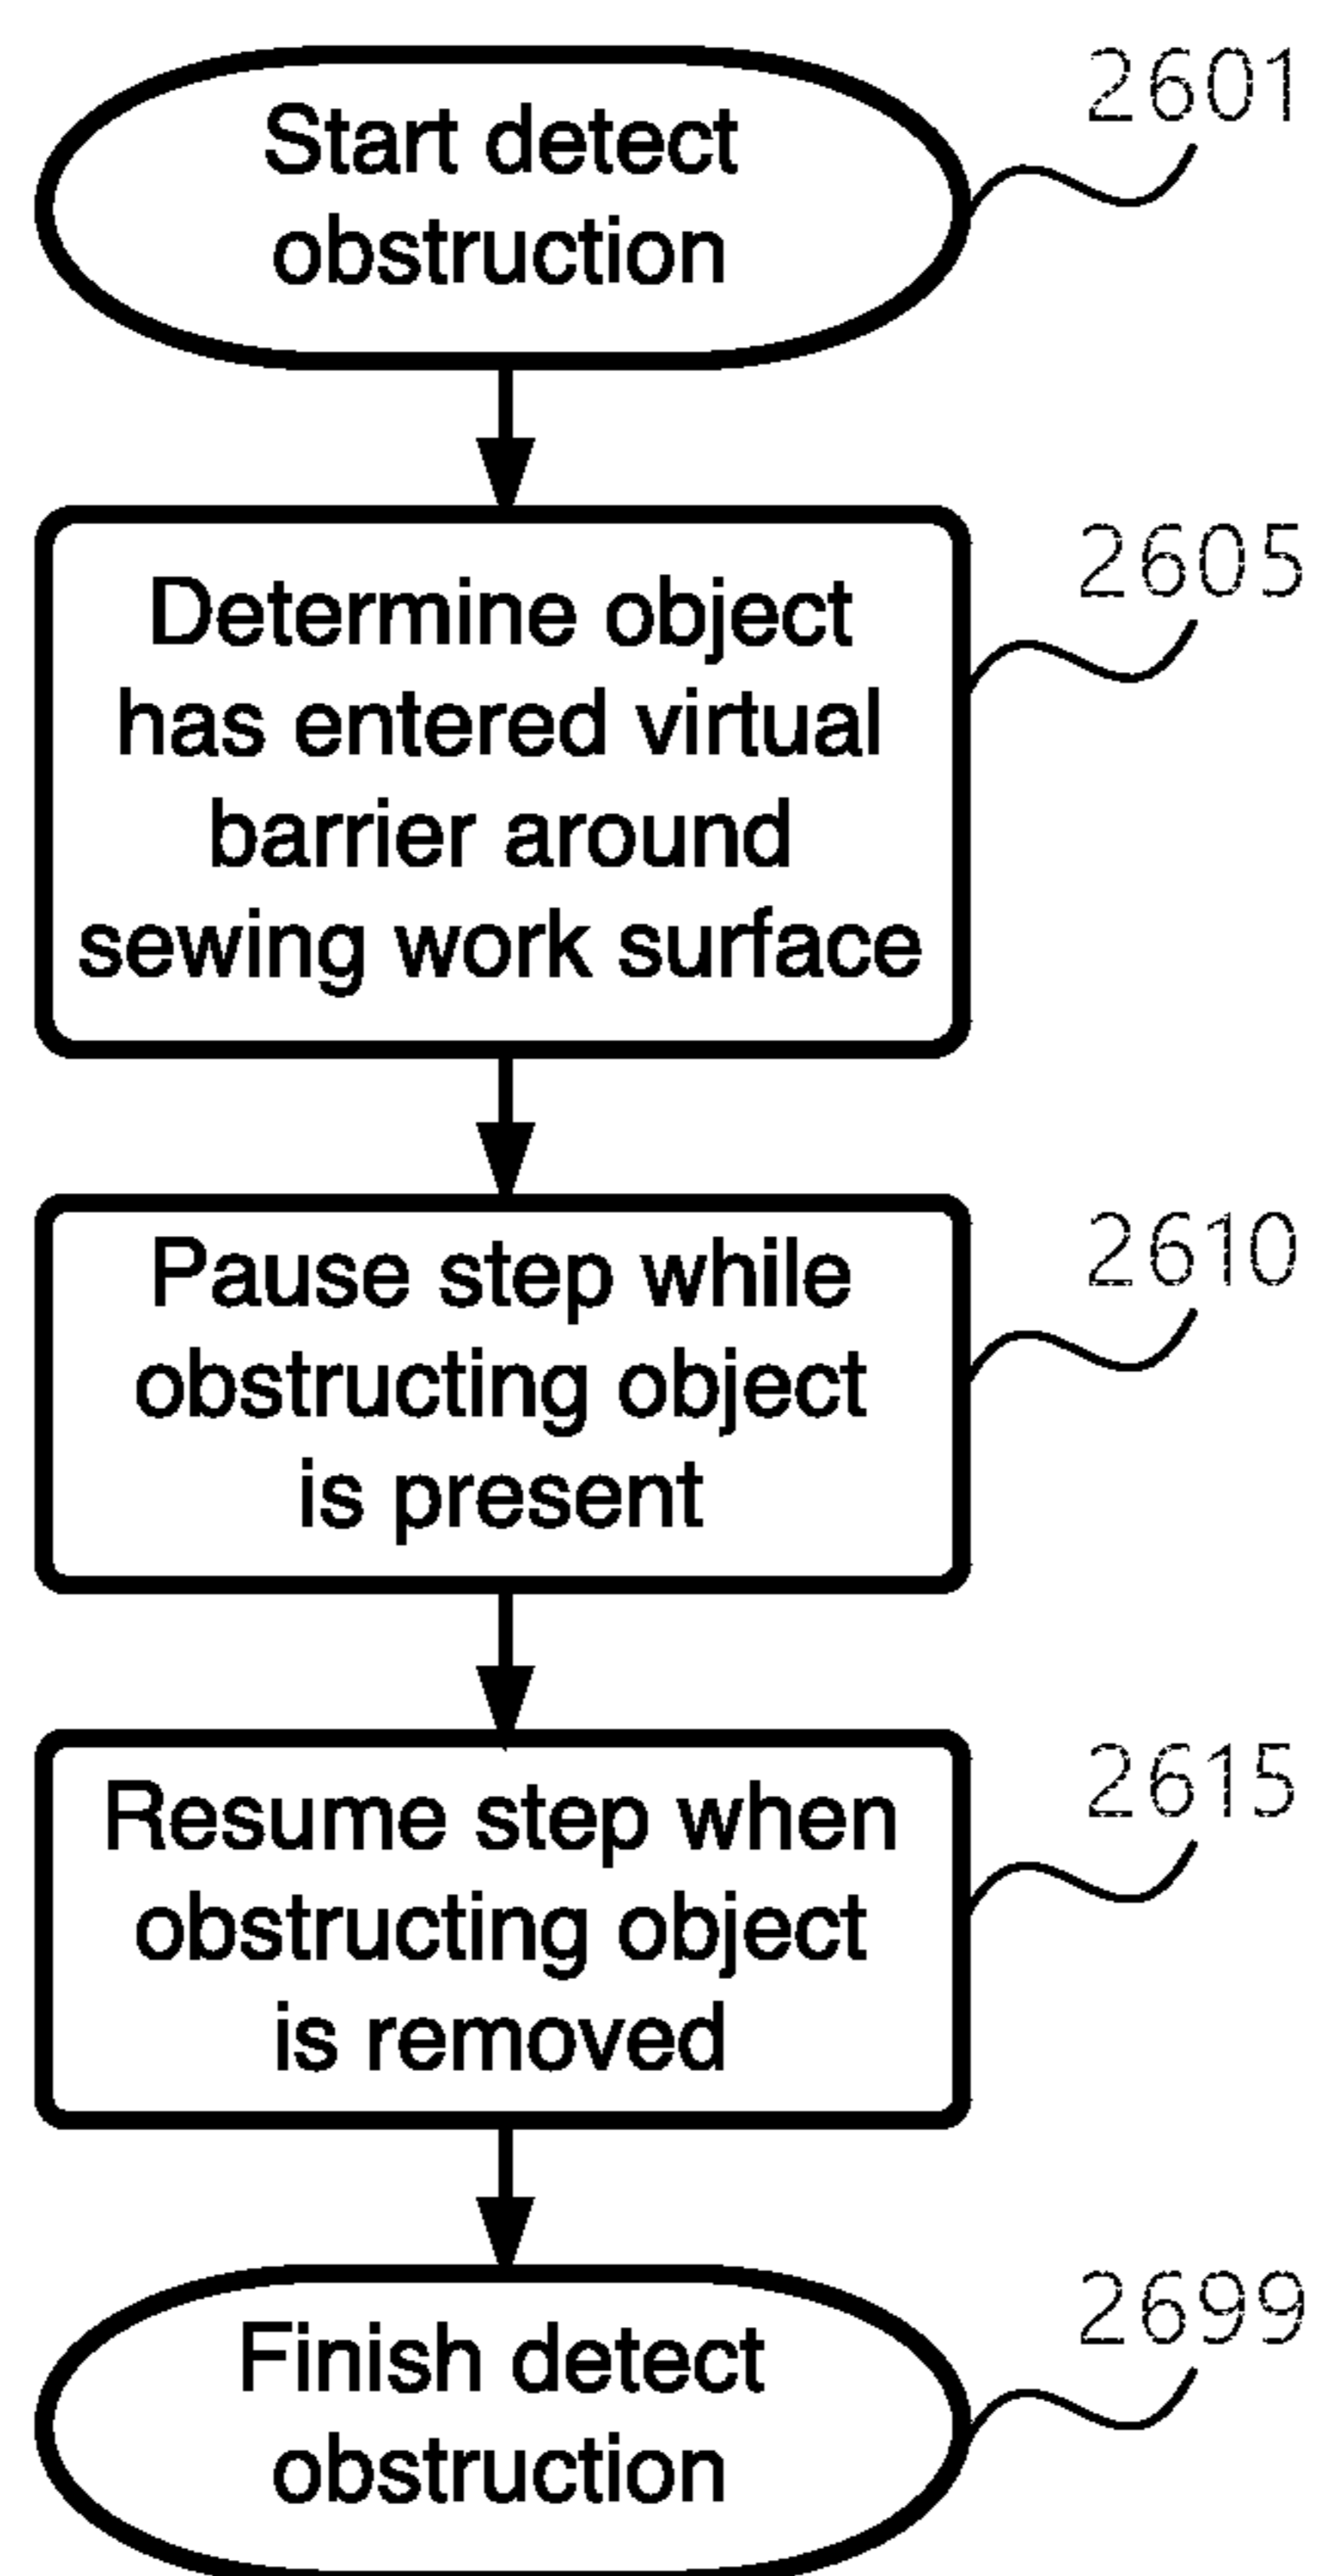 Start detect
obstruction
2601
Determine object
has entered virtual
barrier around
sewing work surface
2605
Pause step while
obstructing object
is present
2610
Resume step when
obstructing object
is removed
2615
Finish detect
obstruction
2699